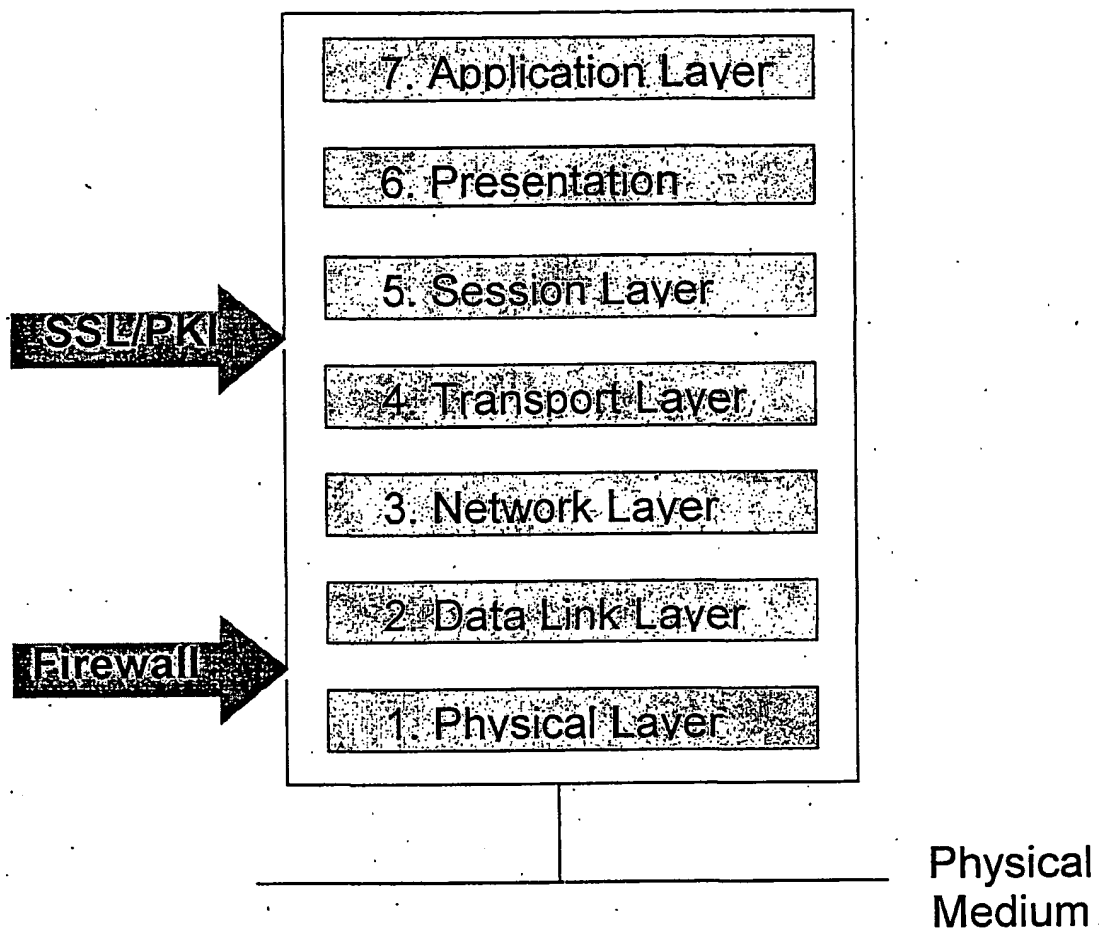 7. Application Layer
6. Presentation
5. Session Layer
SSL/PKI
4. Transport Layer
3. Network Layer
2. Data Link Layer
Firewall
1. Physical Layer
Physical
Medium